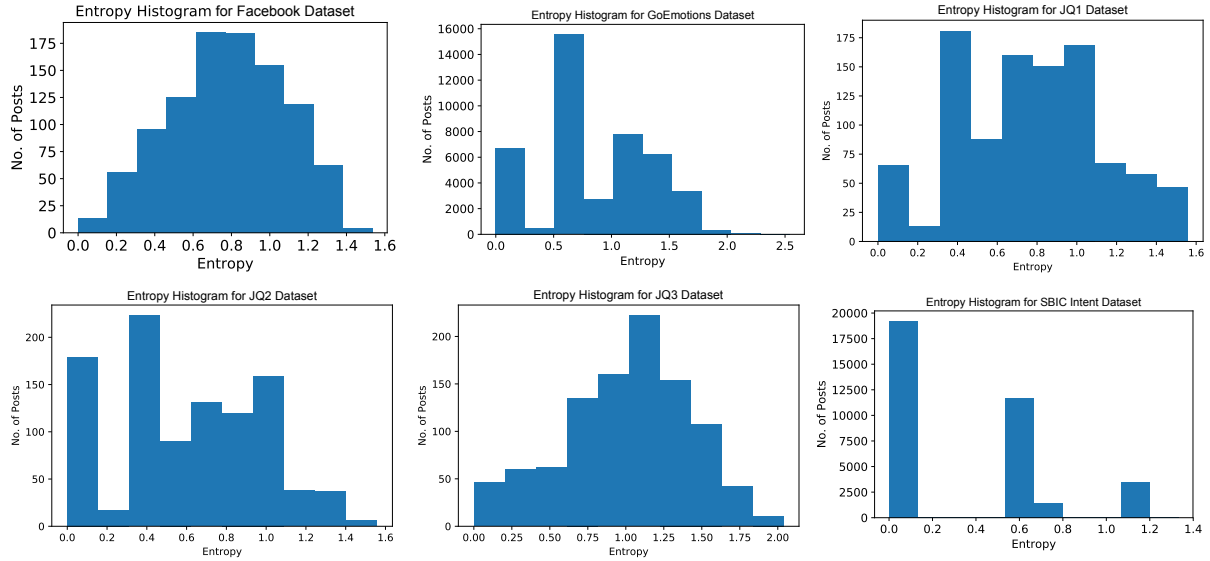 Entropy Histogram for Facebook Dataset
No. of Posts
175
150
125
100
75
50
25
0
0.0 0.2 0.4 0.6 0.8 1.0 1.2 1.4 1.6
Entropy
Entropy Histogram for GoEmotions Dataset
No. of Posts
16000
14000
12000
10000
8000
6000
4000
2000
0
0.0 0.5 1.0 1.5 2.0 2.5
Entropy
Entropy Histogram for JQ1 Dataset
No. of Posts
175
150
125
100
75
50
25
0
0.0 0.2 0.4 0.6 0.8 1.0 1.2 1.4 1.6
Entropy
Entropy Histogram for JQ2 Dataset
No. of Posts
200
150
100
50
0
0.0 0.2 0.4 0.6 0.8 1.0 1.2 1.4 1.6
Entropy
Entropy Histogram for JQ3 Dataset
No. of Posts
200
150
100
50
0
0.00 0.25 0.50 0.75 1.00 1.25 1.50 1.75 2.00
Entropy
Entropy Histogram for SBIC Intent Dataset
No. of Posts
20000
17500
15000
12500
10000
7500
5000
2500
0
0.0 0.2 0.4 0.6 0.8 1.0 1.2 1.4
Entropy